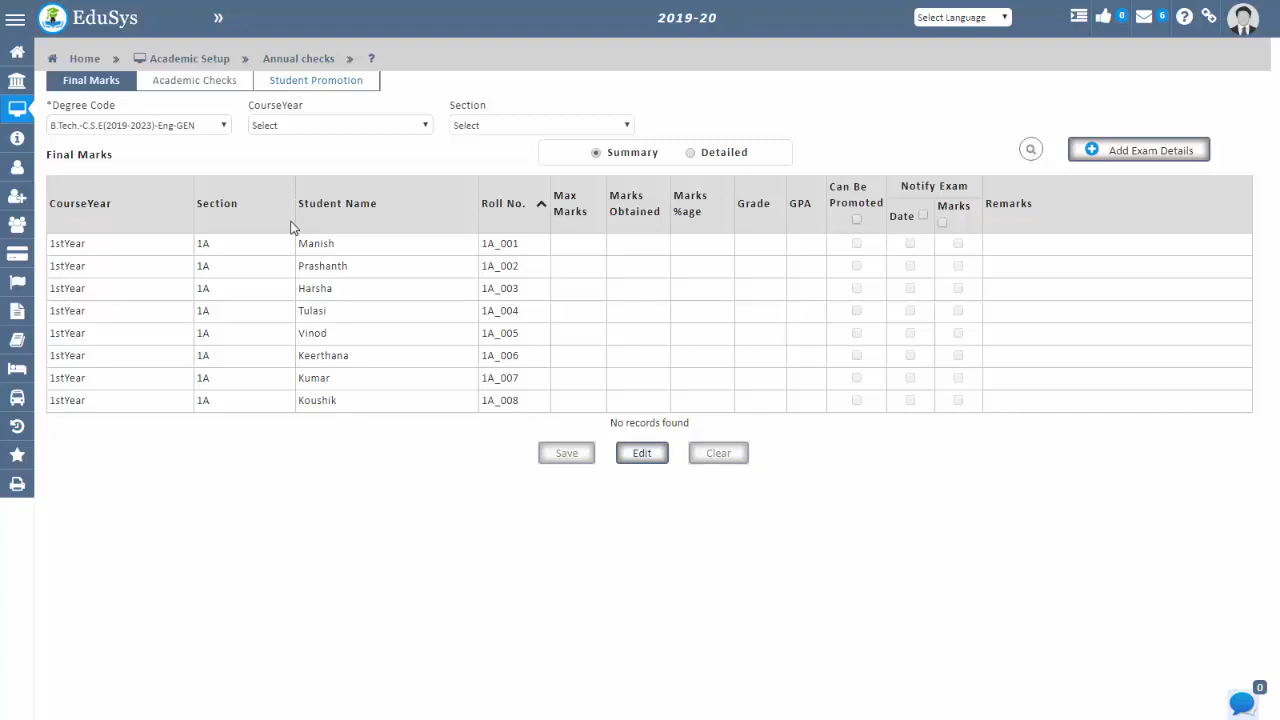 EduSys » 2019-20 Select Language 0 6
Home » Academic Setup » Annual checks » ?
Final Marks Academic Checks Student Promotion
*Degree Code CourseYear Section
B.Tech.-C.S.E(2019-2023)-Eng-GEN Select Select
Final Marks Summary Detailed Add Exam Details
CourseYear Section Student Name Roll No. Max Marks Marks Obtained Marks %age Grade GPA Can Be Promoted Notify Exam Date Marks Remarks
1stYear 1A Manish 1A_001
1stYear 1A Prashanth 1A_002
1stYear 1A Harsha 1A_003
1stYear 1A Tulasi 1A_004
1stYear 1A Vinod 1A_005
1stYear 1A Keerthana 1A_006
1stYear 1A Kumar 1A_007
1stYear 1A Koushik 1A_008
No records found
Save Edit Clear
0